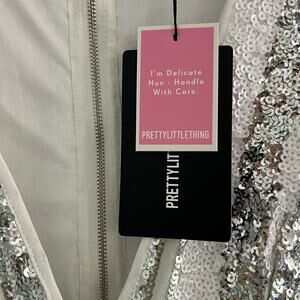 I'm Delicate
Hun - Handle
With Care.
PRETTYLITTLETHING
PRETTYLIT